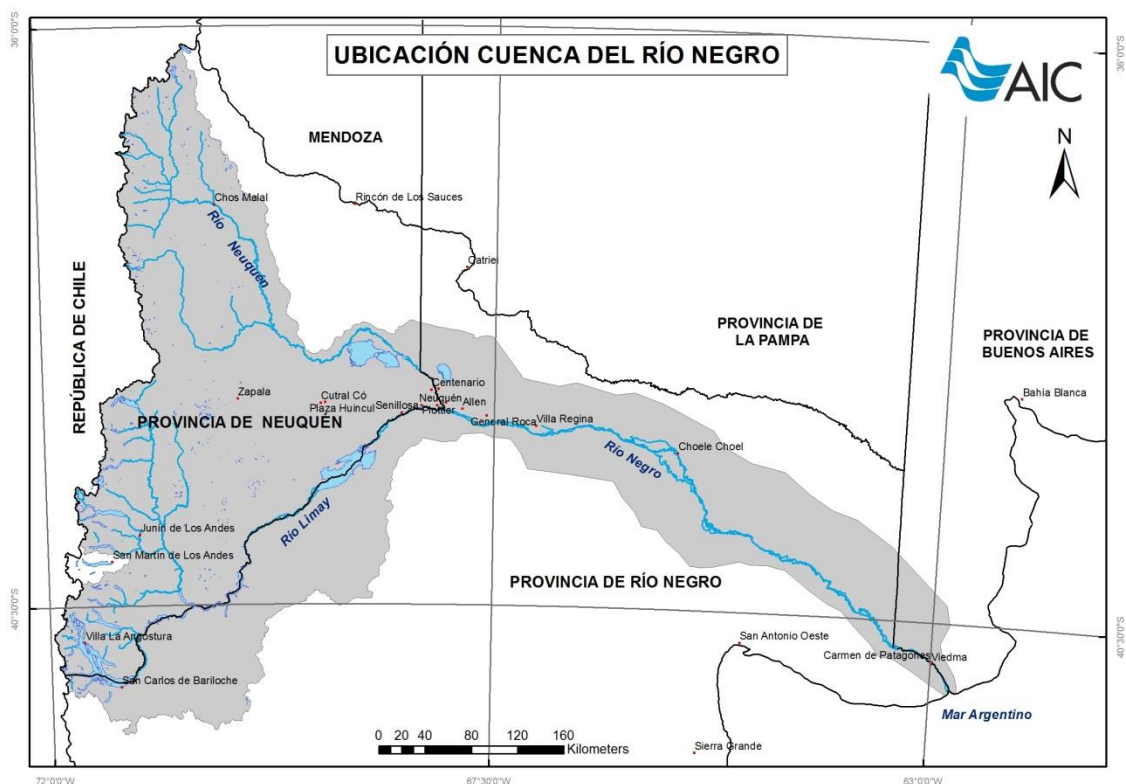 UBICACIÓN CUENCA DEL RÍO NEGRO
AIC
N
36°0'0"S
36°0'0"S
MENDOZA
Chos Malal
Rincón de Los Sauces
Río Neuquén
Catriel
REPÚBLICA DE CHILE
PROVINCIA DE
LA PAMPA
PROVINCIA DE
BUENOS AIRES
Bahía Blanca
Zapala
Cutral Có
Plaza Huincul
Centenario
Neuquén
Senillosa
Plottier
Allen
General Roca
Villa Regina
PROVINCIA DE NEUQUÉN
Choele Choel
Río Negro
Río Limay
Junín de Los Andes
San Martín de Los Andes
PROVINCIA DE RÍO NEGRO
40°30'0"S
40°30'0"S
Villa La Angostura
San Antonio Oeste
Carmen de Patagones
Viedma
San Carlos de Bariloche
Mar Argentino
0 20 40 80 120 160
Kilometers
Sierra Grande
72°0'0"W
67°30'0"W
63°0'0"W